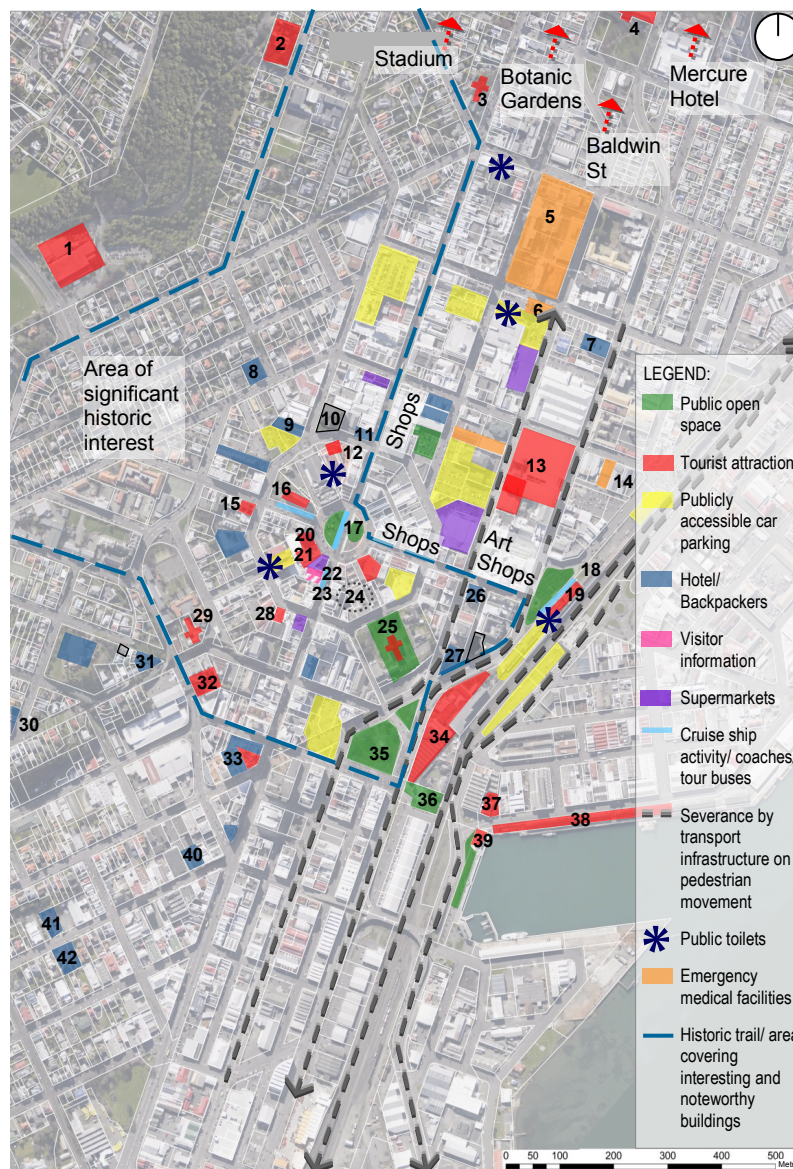 2
4
Stadium
3
Botanic
Gardens
Mercure
Hotel
Baldwin
St
5
1
6
7
Area of
significant
historic
interest
8
Shops
9
10
11
12
13
14
15
16
17
Shops
Art
Shops
18
19
20
21
22
23
24
25
26
27
28
29
30
31
32
33
34
35
36
37
38
39
40
41
42
LEGEND:
Public open
space
Tourist attraction
Publicly
accessible car
parking
Hotel/
Backpackers
Visitor
information
Supermarkets
Cruise ship
activity/ coaches/
tour buses
Severance by
transport
infrastructure on
pedestrian
movement
Public toilets
Emergency
medical facilities
Historic trail/ area
covering
interesting and
noteworthy
buildings
0 50 100 200 300 400 500